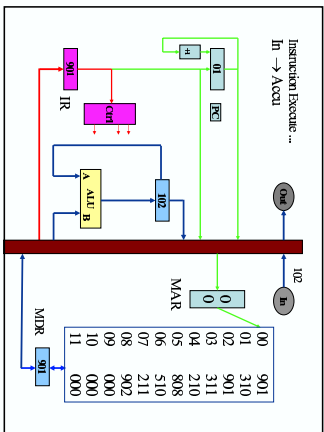 Instruction Execute ...
In → Accu
Out
In
102
01
+1
PC
901
IR
Ctrl
102
A ALU B
MAR
00
00 901
01 310
02 901
03 311
04 210
05 808
06 510
07 211
08 902
09 000
10 000
11 000
MDR
901